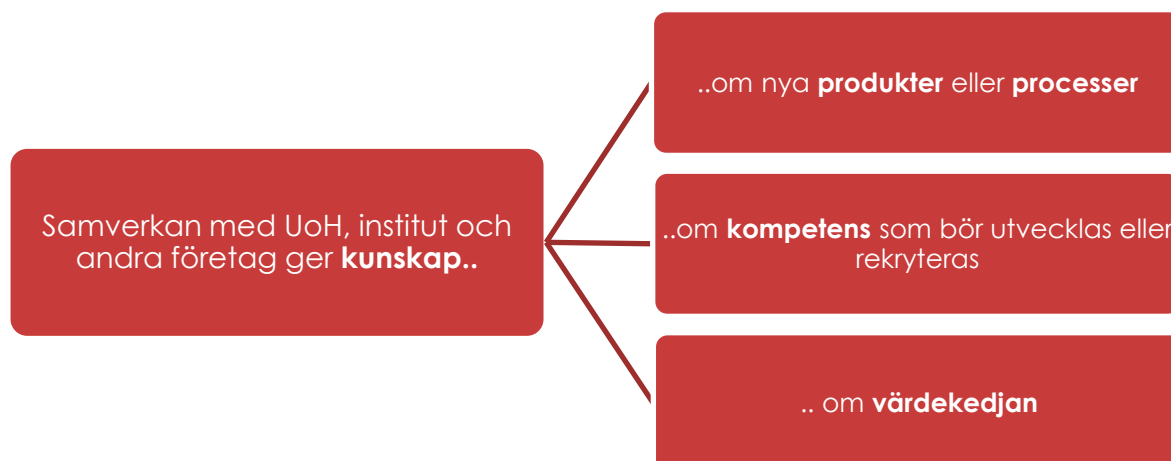 ..om nya produkter eller processer
Samverkan med UoH, institut och
andra företag ger kunskap..
..om kompetens som bör utvecklas eller
rekryteras
.. om värdekedjan